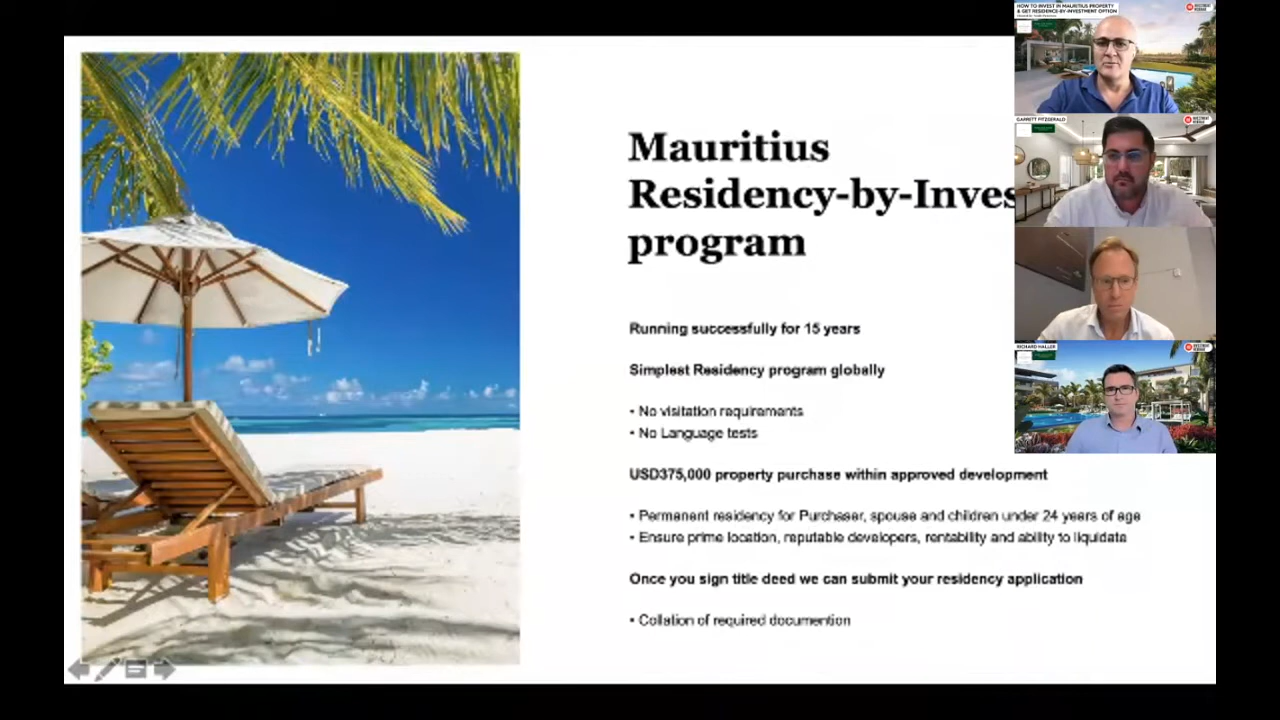 Mauritius
Residency-by-Inves
program
Running successfully for 15 years
Simplest Residency program globally
• No visitation requirements
• No Language tests
USD375,000 property purchase within approved development
• Permanent residency for Purchaser, spouse and children under 24 years of age
• Ensure prime location, reputable developers, rentability and ability to liquidate
Once you sign title deed we can submit your residency application
• Collation of required documention
HOW TO INVEST IN MAURITIUS PROPERTY
& GET RESIDENCE-BY-INVESTMENT OPTION
GARRETT FITZGERALD
RICHARD HALLER